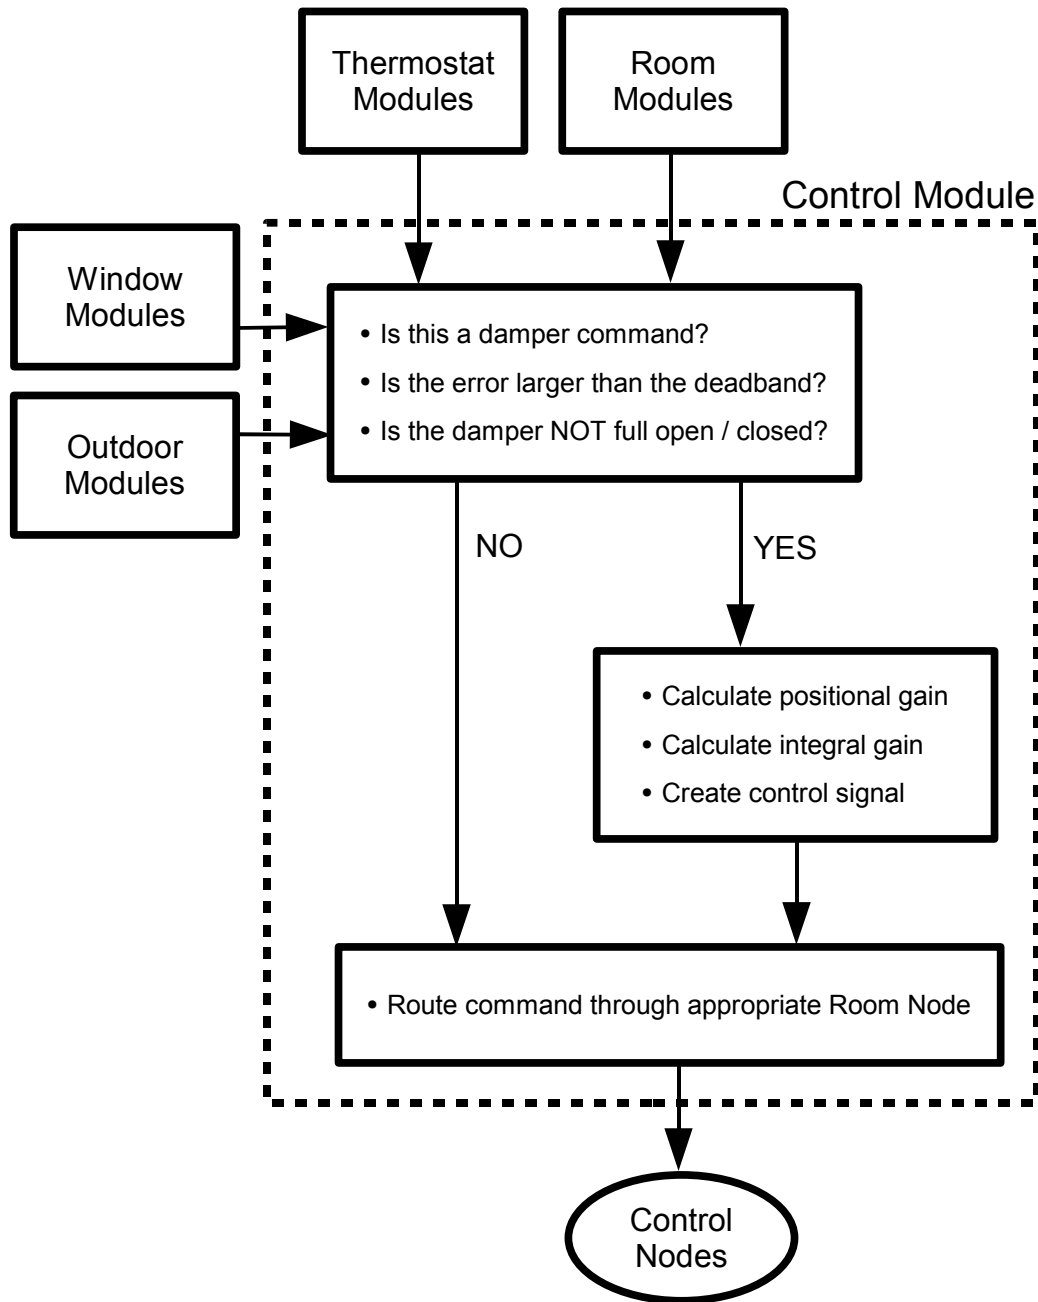 Thermostat
Modules
Room
Modules
Control Module
Window
Modules
Outdoor
Modules
• Is this a damper command?
• Is the error larger than the deadband?
• Is the damper NOT full open / closed?
NO
YES
• Calculate positional gain
• Calculate integral gain
• Create control signal
• Route command through appropriate Room Node
Control
Nodes